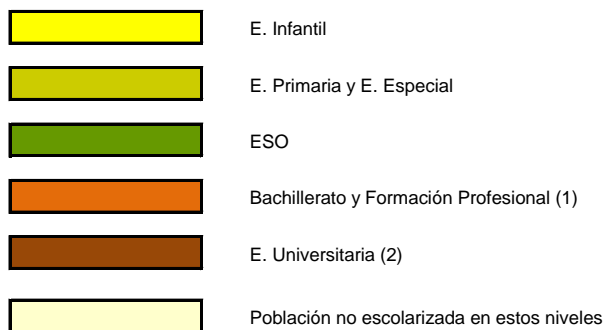 E. Infantil
E. Primaria y E. Especial
ESO
Bachillerato y Formación Profesional (1)
E. Universitaria (2)
Población no escolarizada en estos niveles